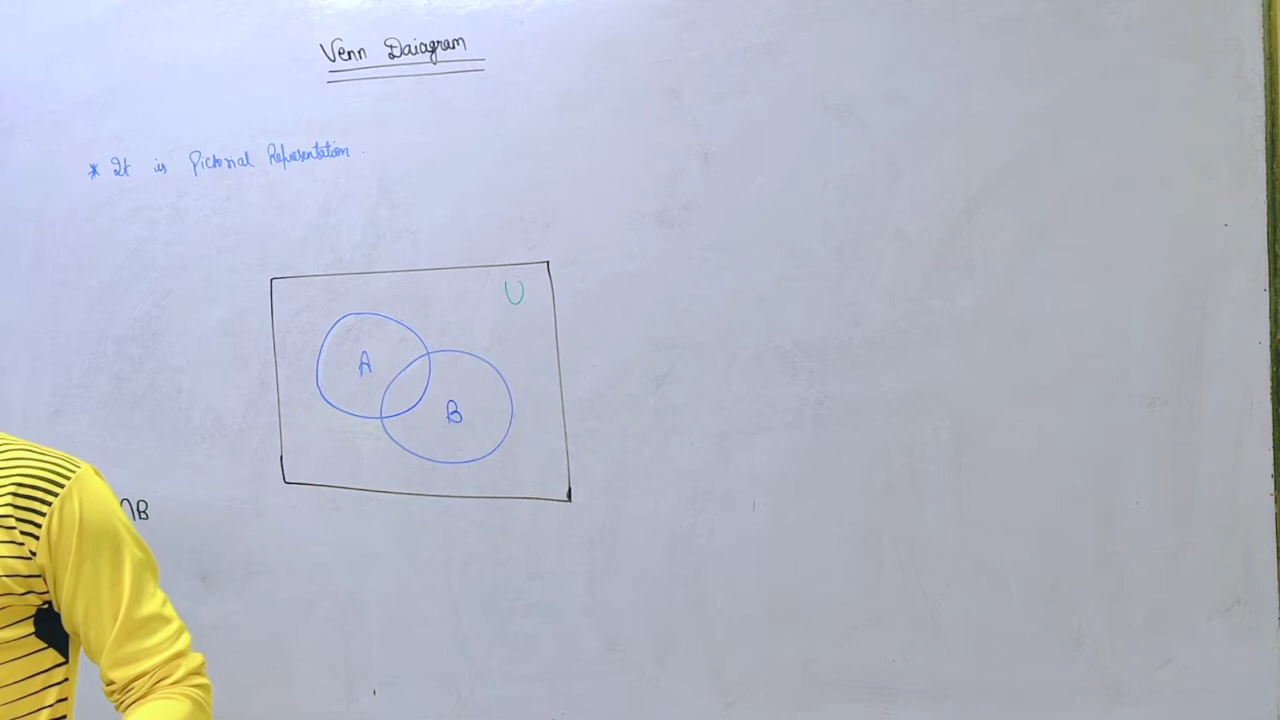 Venn Daiagram
* It is Pictorial Representation.
U
A
B
∩B